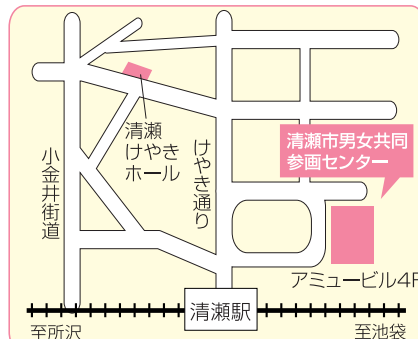 清瀬
けやき
ホール
小金井街道
けやき通り
清瀬市男女共同
参画センター
アミュービル4F
清瀬駅
至所沢
至池袋